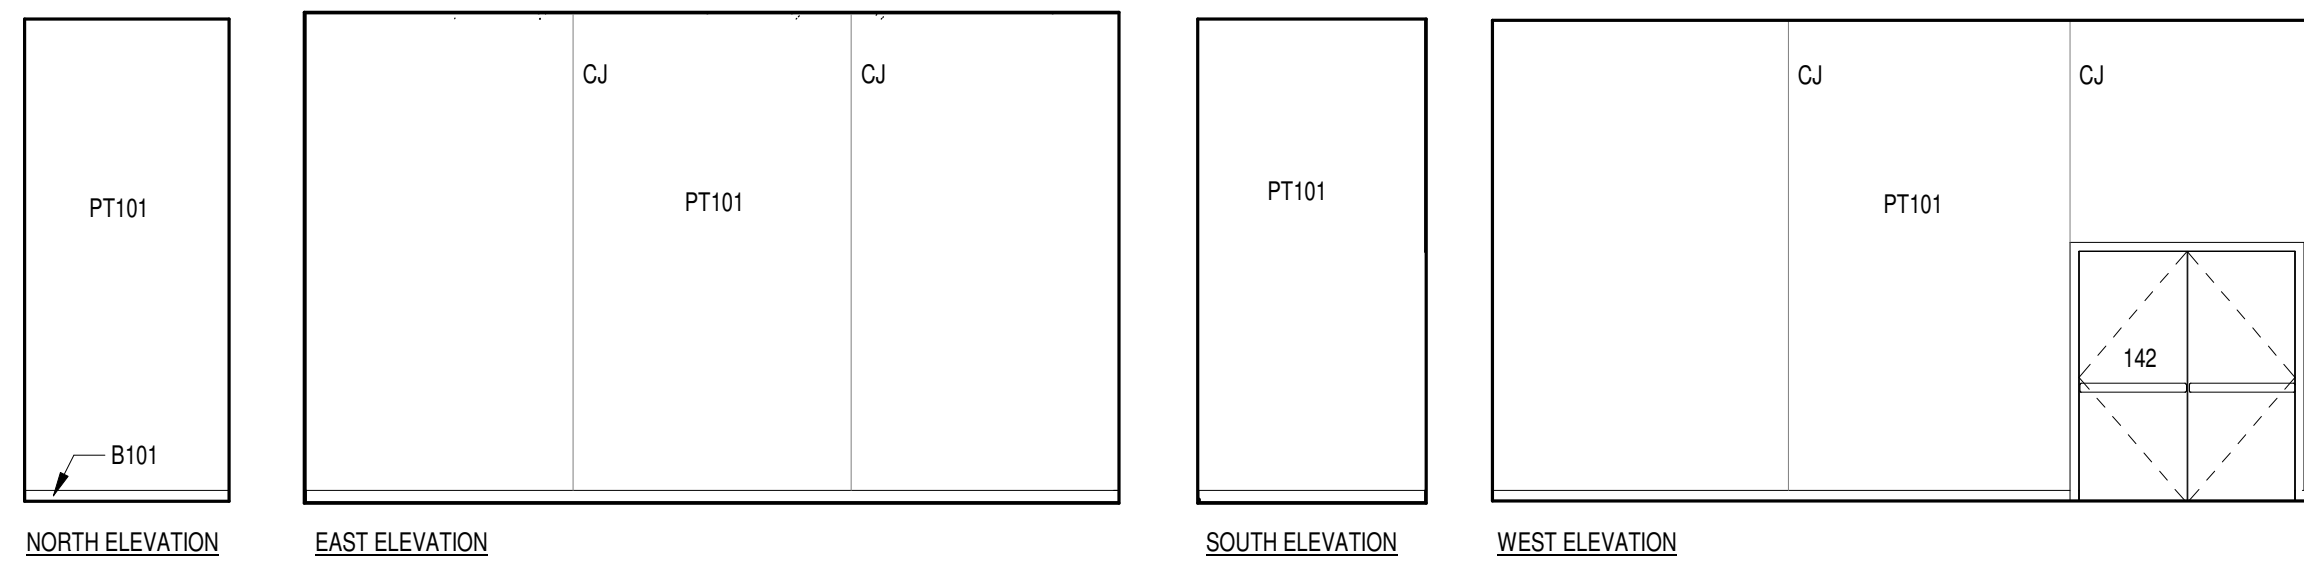 PT101
B101
NORTH ELEVATION
CJ
CJ
PT101
EAST ELEVATION
PT101
SOUTH ELEVATION
CJ
CJ
PT101
142
WEST ELEVATION